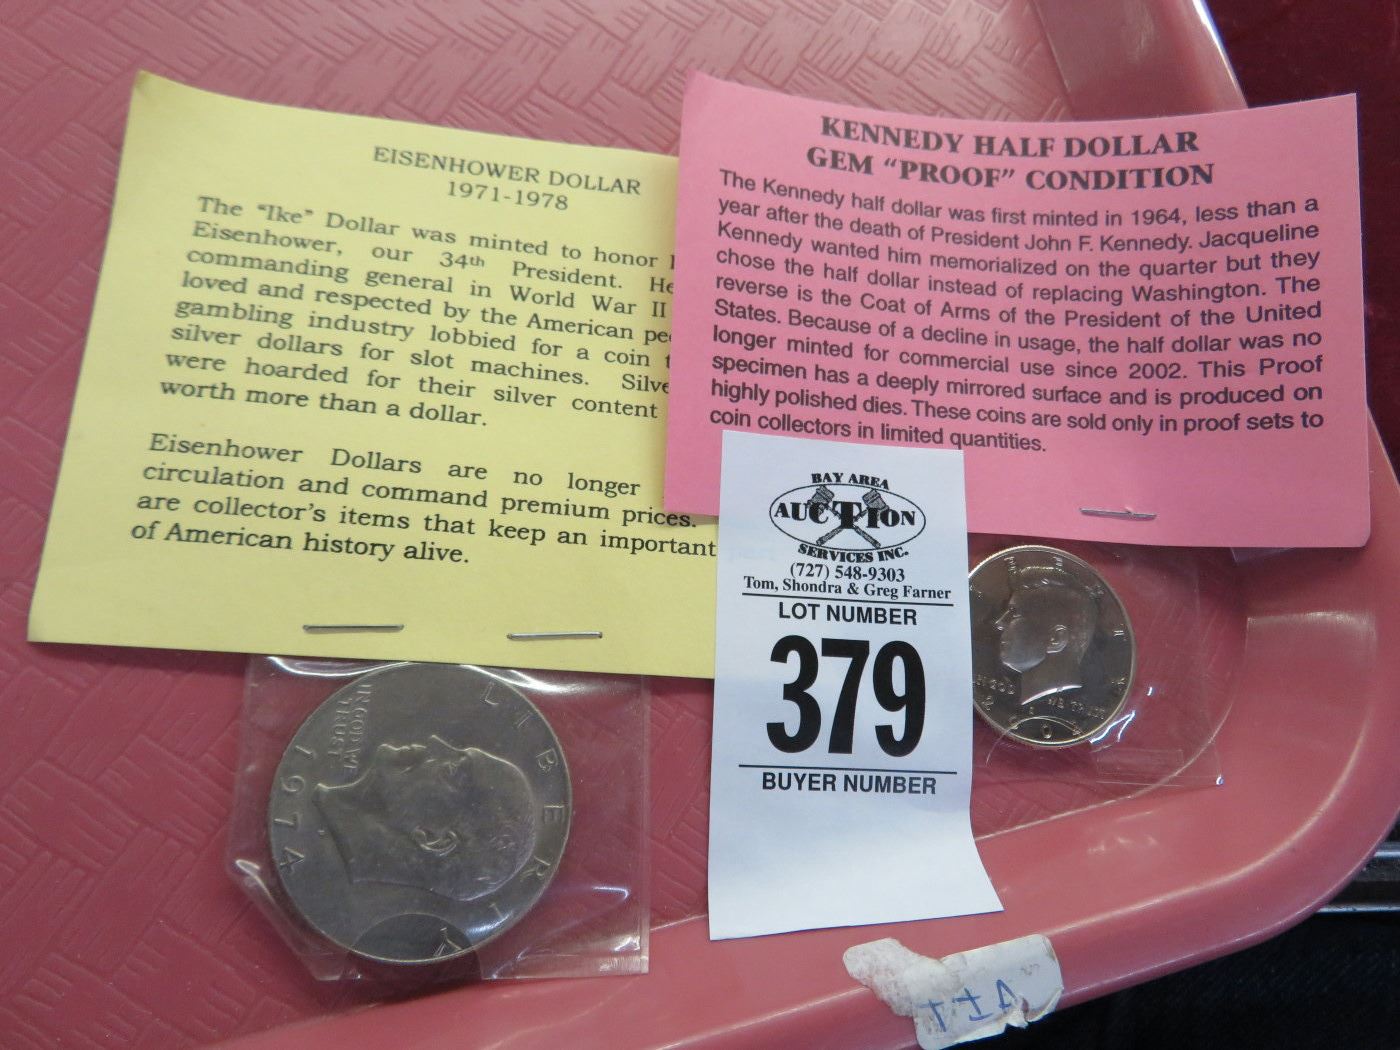 EISENHOWER DOLLAR
1971-1978
The "Ike" Dollar was minted to honor
Eisenhower, our 34th President. He
commanding general in World War II
loved and respected by the American
gambling industry lobbied for a coin
silver dollars for slot machines.
were hoarded for their silver content
worth more than a dollar.
Eisenhower Dollars are no longer
circulation and command premium prices.
are collector's items that keep an important part
of American history alive.
KENNEDY HALF DOLLAR
GEM "PROOF" CONDITION
The Kennedy half dollar was first minted in 1964, less than a
year after the death of President John F. Kennedy. Jacqueline
Kennedy wanted him memorialized on the quarter but they
chose the half dollar instead of replacing Washington. The
reverse is the Coat of Arms of the President of the United
States. Because of a decline in usage, the half dollar was no
longer minted for commercial use since 2002. This Proof
specimen has a deeply mirrored surface and is produced on
highly polished dies. These coins are sold only in proof sets to
coin collectors in limited quantities.
BAY AREA
AUCTION
SERVICES INC.
(727) 548-9303
Tom, Shondra & Greg Farner
LOT NUMBER
379
BUYER NUMBER
LIBERTY
IN GOD WE
TRUST
1974
WE TRUST